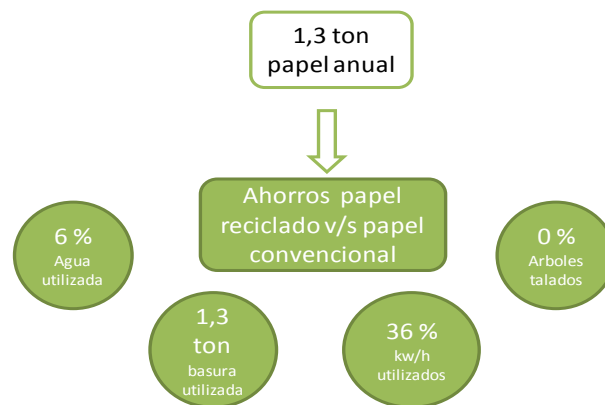 1,3 ton
papel anual
Ahorros papel
reciclado v/s papel
convencional
6 %
Agua
utilizada
0 %
Arboles
talados
1,3
ton
basura
utilizada
36 %
kw/h
utilizados